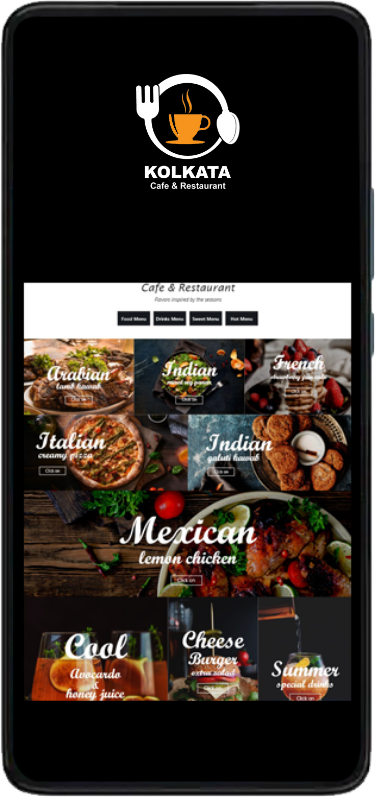 KOLKATA
Cafe & Restaurant
Cafe & Restaurant
Flavors inspired by the seasons
Food Menu
Drinks Menu
Sweet Menu
Hot Menu
Arabian
lamb kawab
Click on
Indian
Click on
French
Click on
Italian
creamy pizza
Click on
Indian
galuti kawab
Click on
Mexican
lemon chicken
Click on
Cool
Avocardo
&
honey juice
Cheese
Burger
extra salad
Click on
Summer
special drinks
Click on